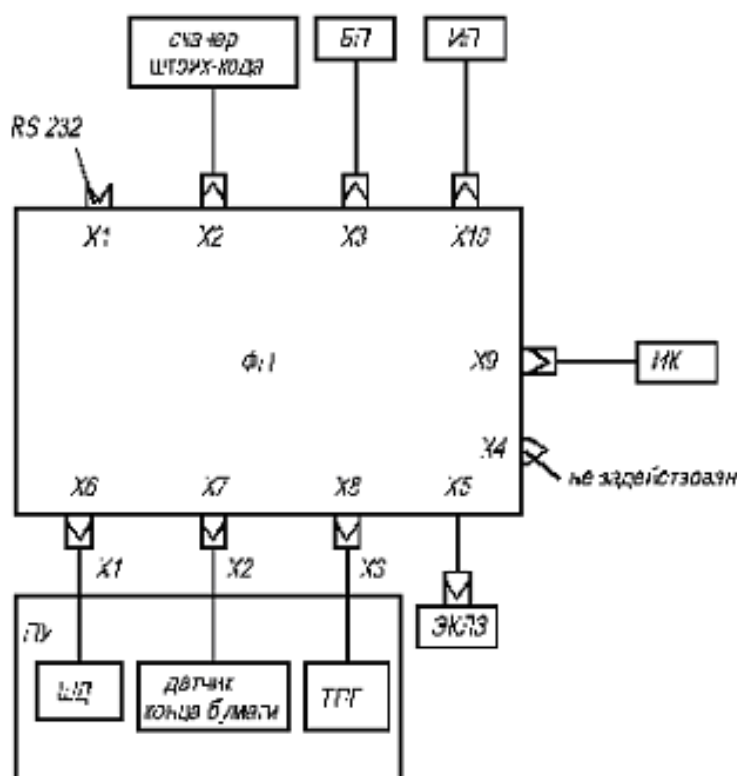 сканер
штрих-кода
БП
ИП
RS 232
X1
X2
X3
X10
ФП
X9
ИК
X4
не задействован
X6
X7
X8
X5
X1
X2
X3
ЭКЛЗ
ПУ
ШД
датчик
конца бумаги
ТПГ